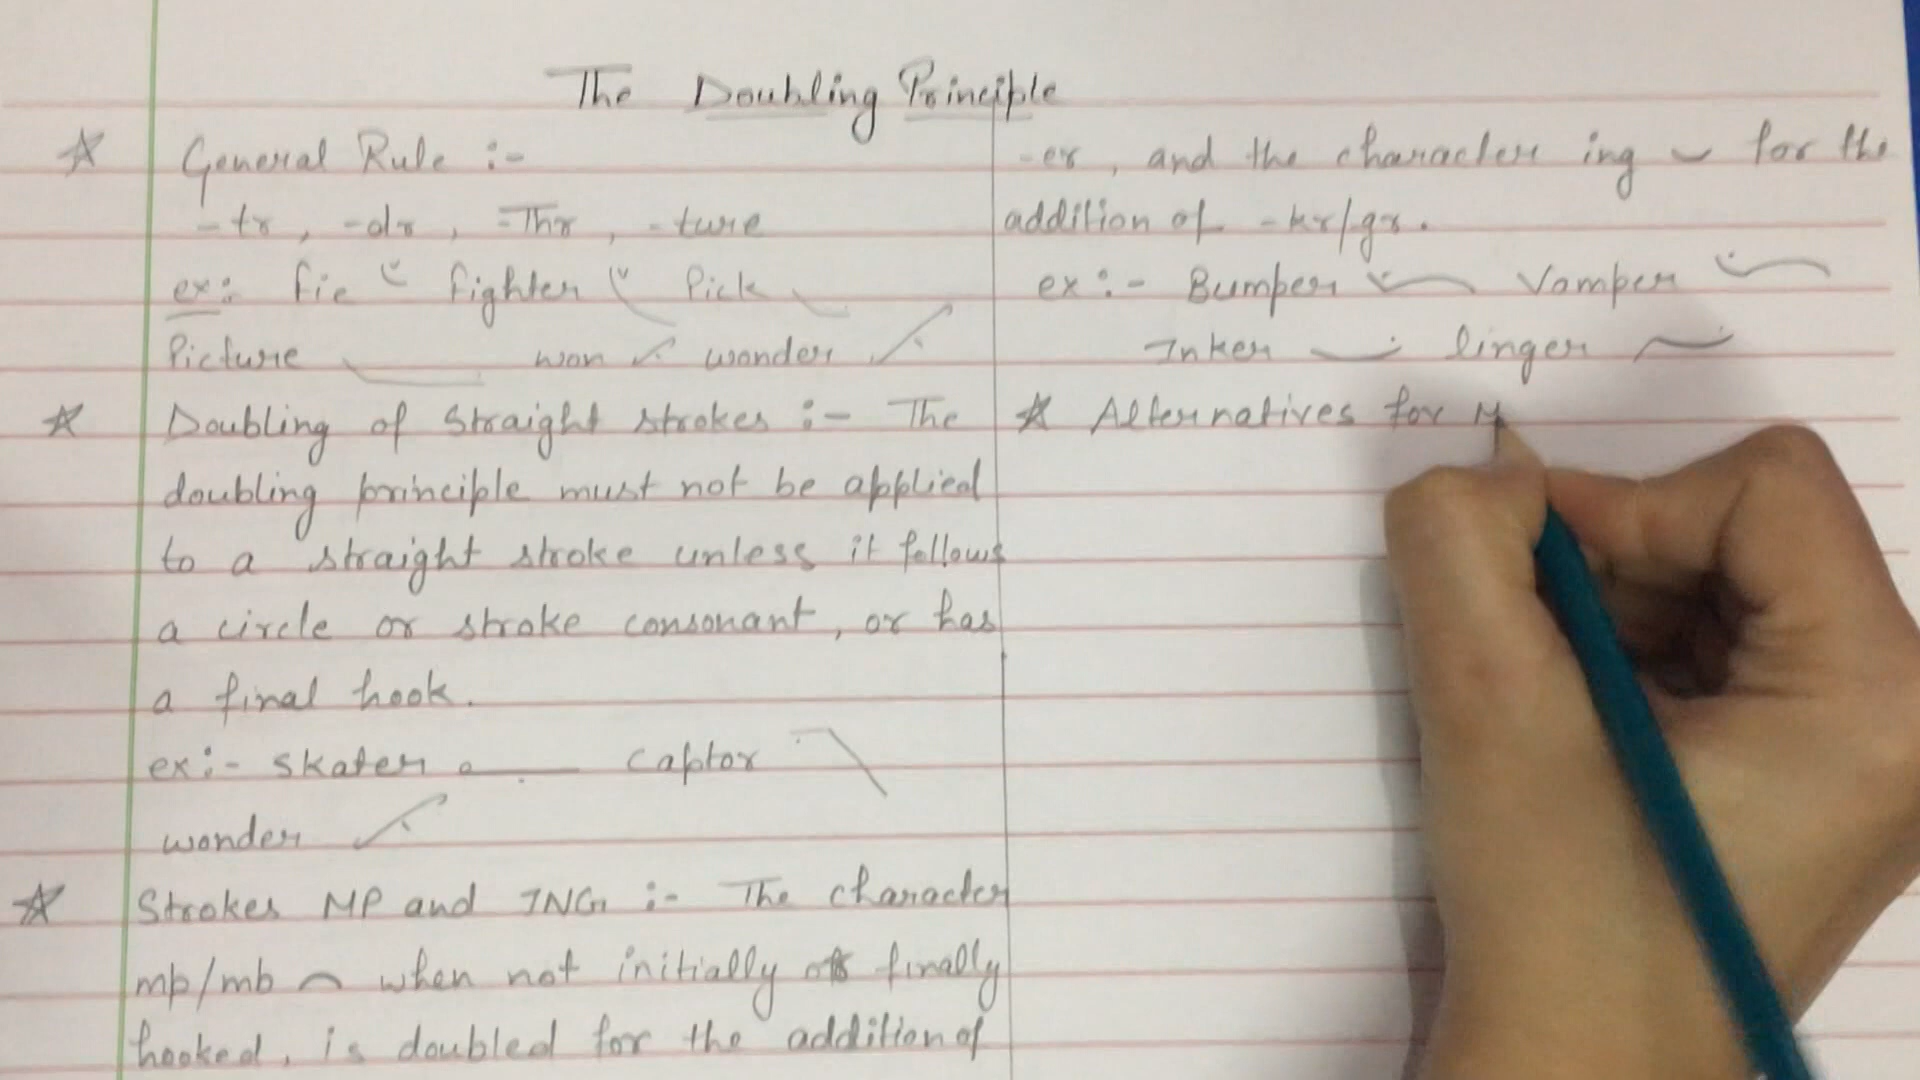 The Doubling Principle
☆ General Rule :-
-tr, -dr, -Thr, -ture
ex:- fie fighter Pick
Picture won wonder
☆ Doubling of Straight strokes :- The
doubling principle must not be applied
to a straight stroke unless it follows
a circle or stroke consonant, or has
a final hook.
ex:- Skater captor
wonder
☆ Strokes MP and ING :- The character
mp/mb when not initially or finally
hooked, is doubled for the addition of
-er, and the character ing for the
addition of -kr/gr.
ex:- Bumper Vamper
Inker linger
☆ Alternatives for M